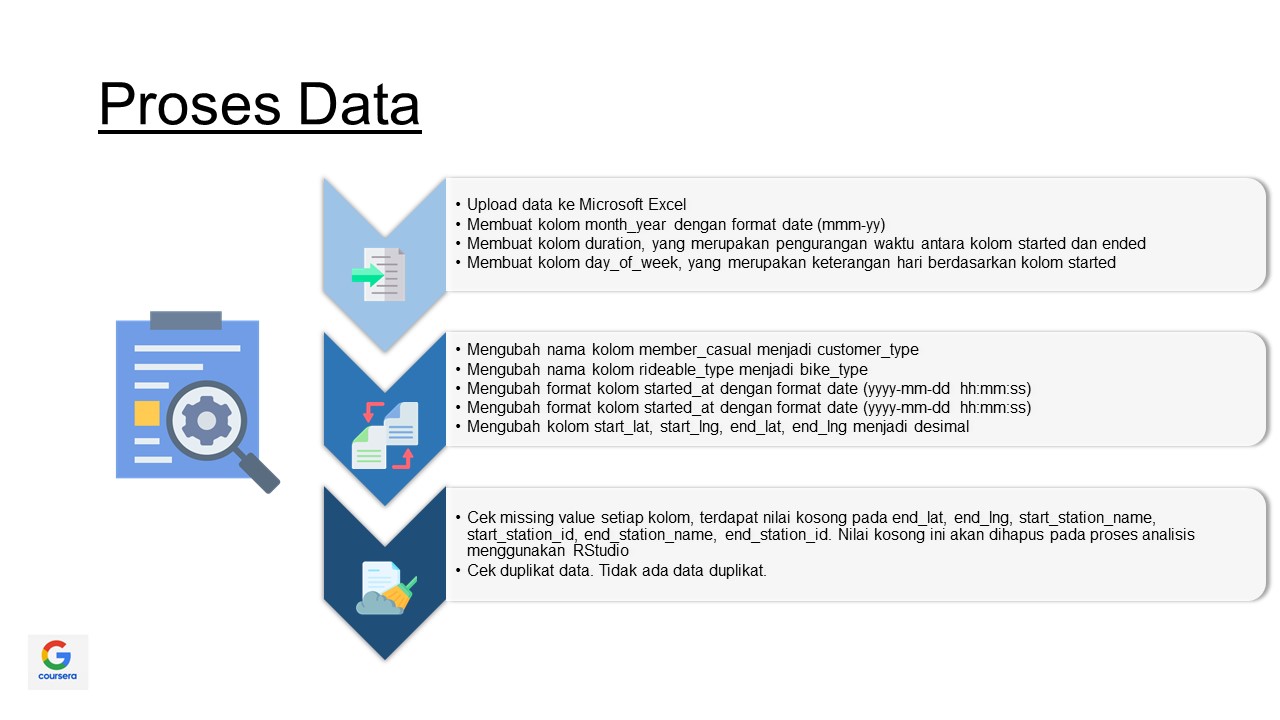 Proses Data
• Upload data ke Microsoft Excel
• Membuat kolom month_year dengan format date (mmm-yy)
• Membuat kolom duration, yang merupakan pengurangan waktu antara kolom started dan ended
• Membuat kolom day_of_week, yang merupakan keterangan hari berdasarkan kolom started
• Mengubah nama kolom member_casual menjadi customer_type
• Mengubah nama kolom rideable_type menjadi bike_type
• Mengubah format kolom started_at dengan format date (yyyy-mm-dd hh:mm:ss)
• Mengubah format kolom started_at dengan format date (yyyy-mm-dd hh:mm:ss)
• Mengubah kolom start_lat, start_lng, end_lat, end_lng menjadi desimal
• Cek missing value setiap kolom, terdapat nilai kosong pada end_lat, end_lng, start_station_name,
start_station_id, end_station_name, end_station_id. Nilai kosong ini akan dihapus pada proses analisis
menggunakan RStudio
• Cek duplikat data. Tidak ada data duplikat.
G
coursera